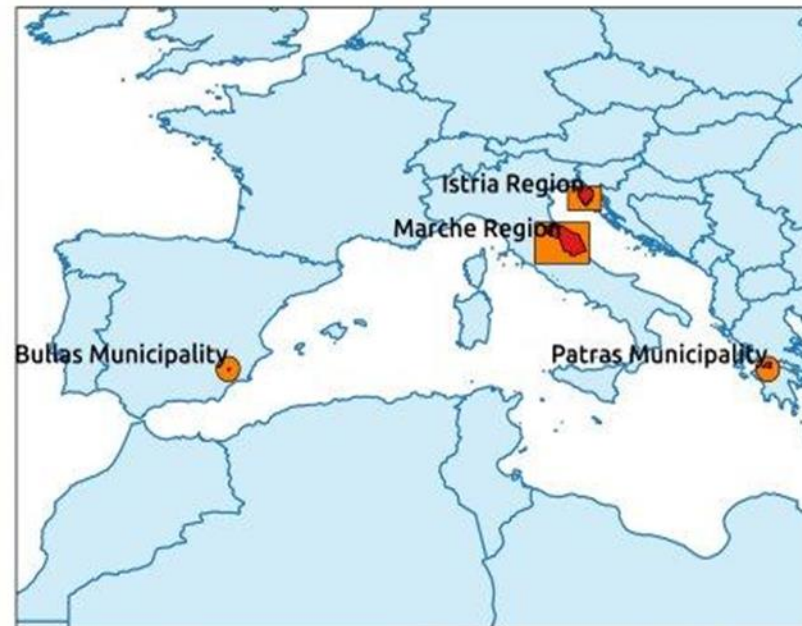 Istria Region
Marche Region
Bullas Municipality
Patras Municipality